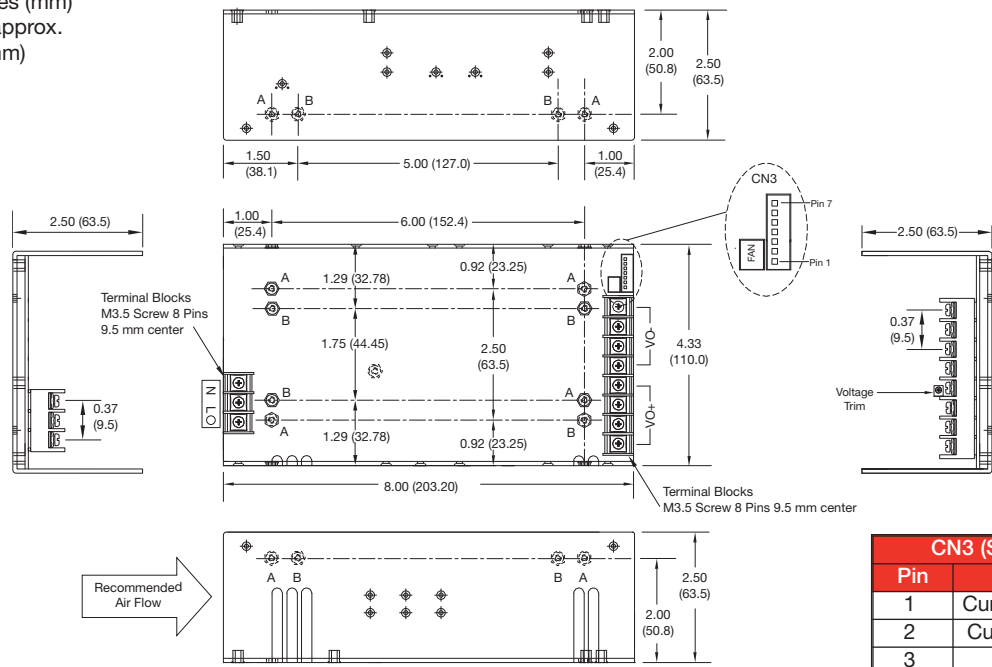 es (mm)
approx.
2.00
(50.8)
2.50
(63.5)
A
B
B
A
1.50
(38.1)
5.00 (127.0)
1.00
(25.4)
CN3
Pin 7
Pin 1
FAN
2.50 (63.5)
1.00
(25.4)
6.00 (152.4)
2.50 (63.5)
A
1.29 (32.78)
0.92 (23.25)
A
B
B
Terminal Blocks
M3.5 Screw 8 Pins
9.5 mm center
1.75 (44.45)
2.50
(63.5)
VO-
4.33
(110.0)
0.37
(9.5)
N LO
B
A
VO+
Voltage
Trim
0.37
(9.5)
A
B
1.29 (32.78)
0.92 (23.25)
8.00 (203.20)
Terminal Blocks
M3.5 Screw 8 Pins 9.5 mm center
Recommended
Air Flow
A
B
B
A
2.50
(63.5)
2.00
(50.8)
CN3 (S
Pin
1
2
3